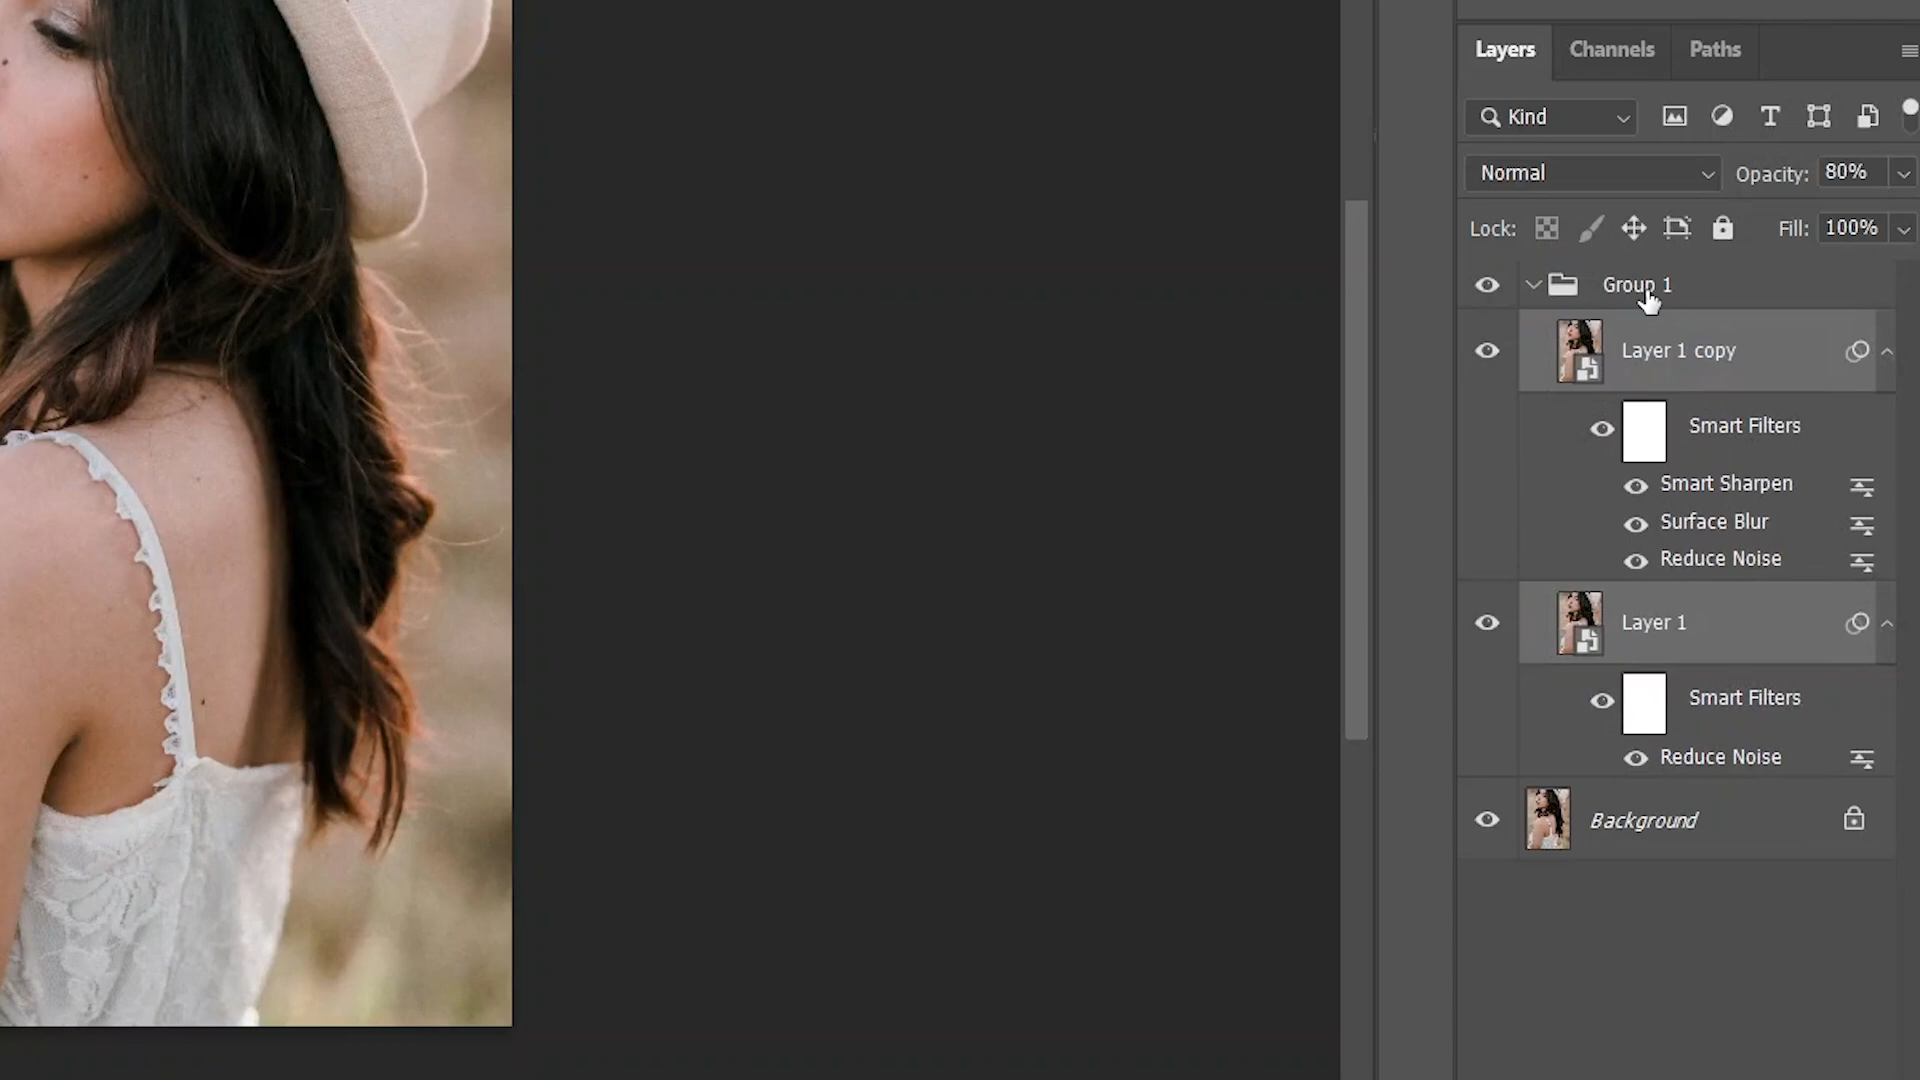 Layers Channels Paths
Kind
Normal Opacity: 80%
Lock: Fill: 100%
Group 1
Layer 1 copy
Smart Filters
Smart Sharpen
Surface Blur
Reduce Noise
Layer 1
Smart Filters
Reduce Noise
Background